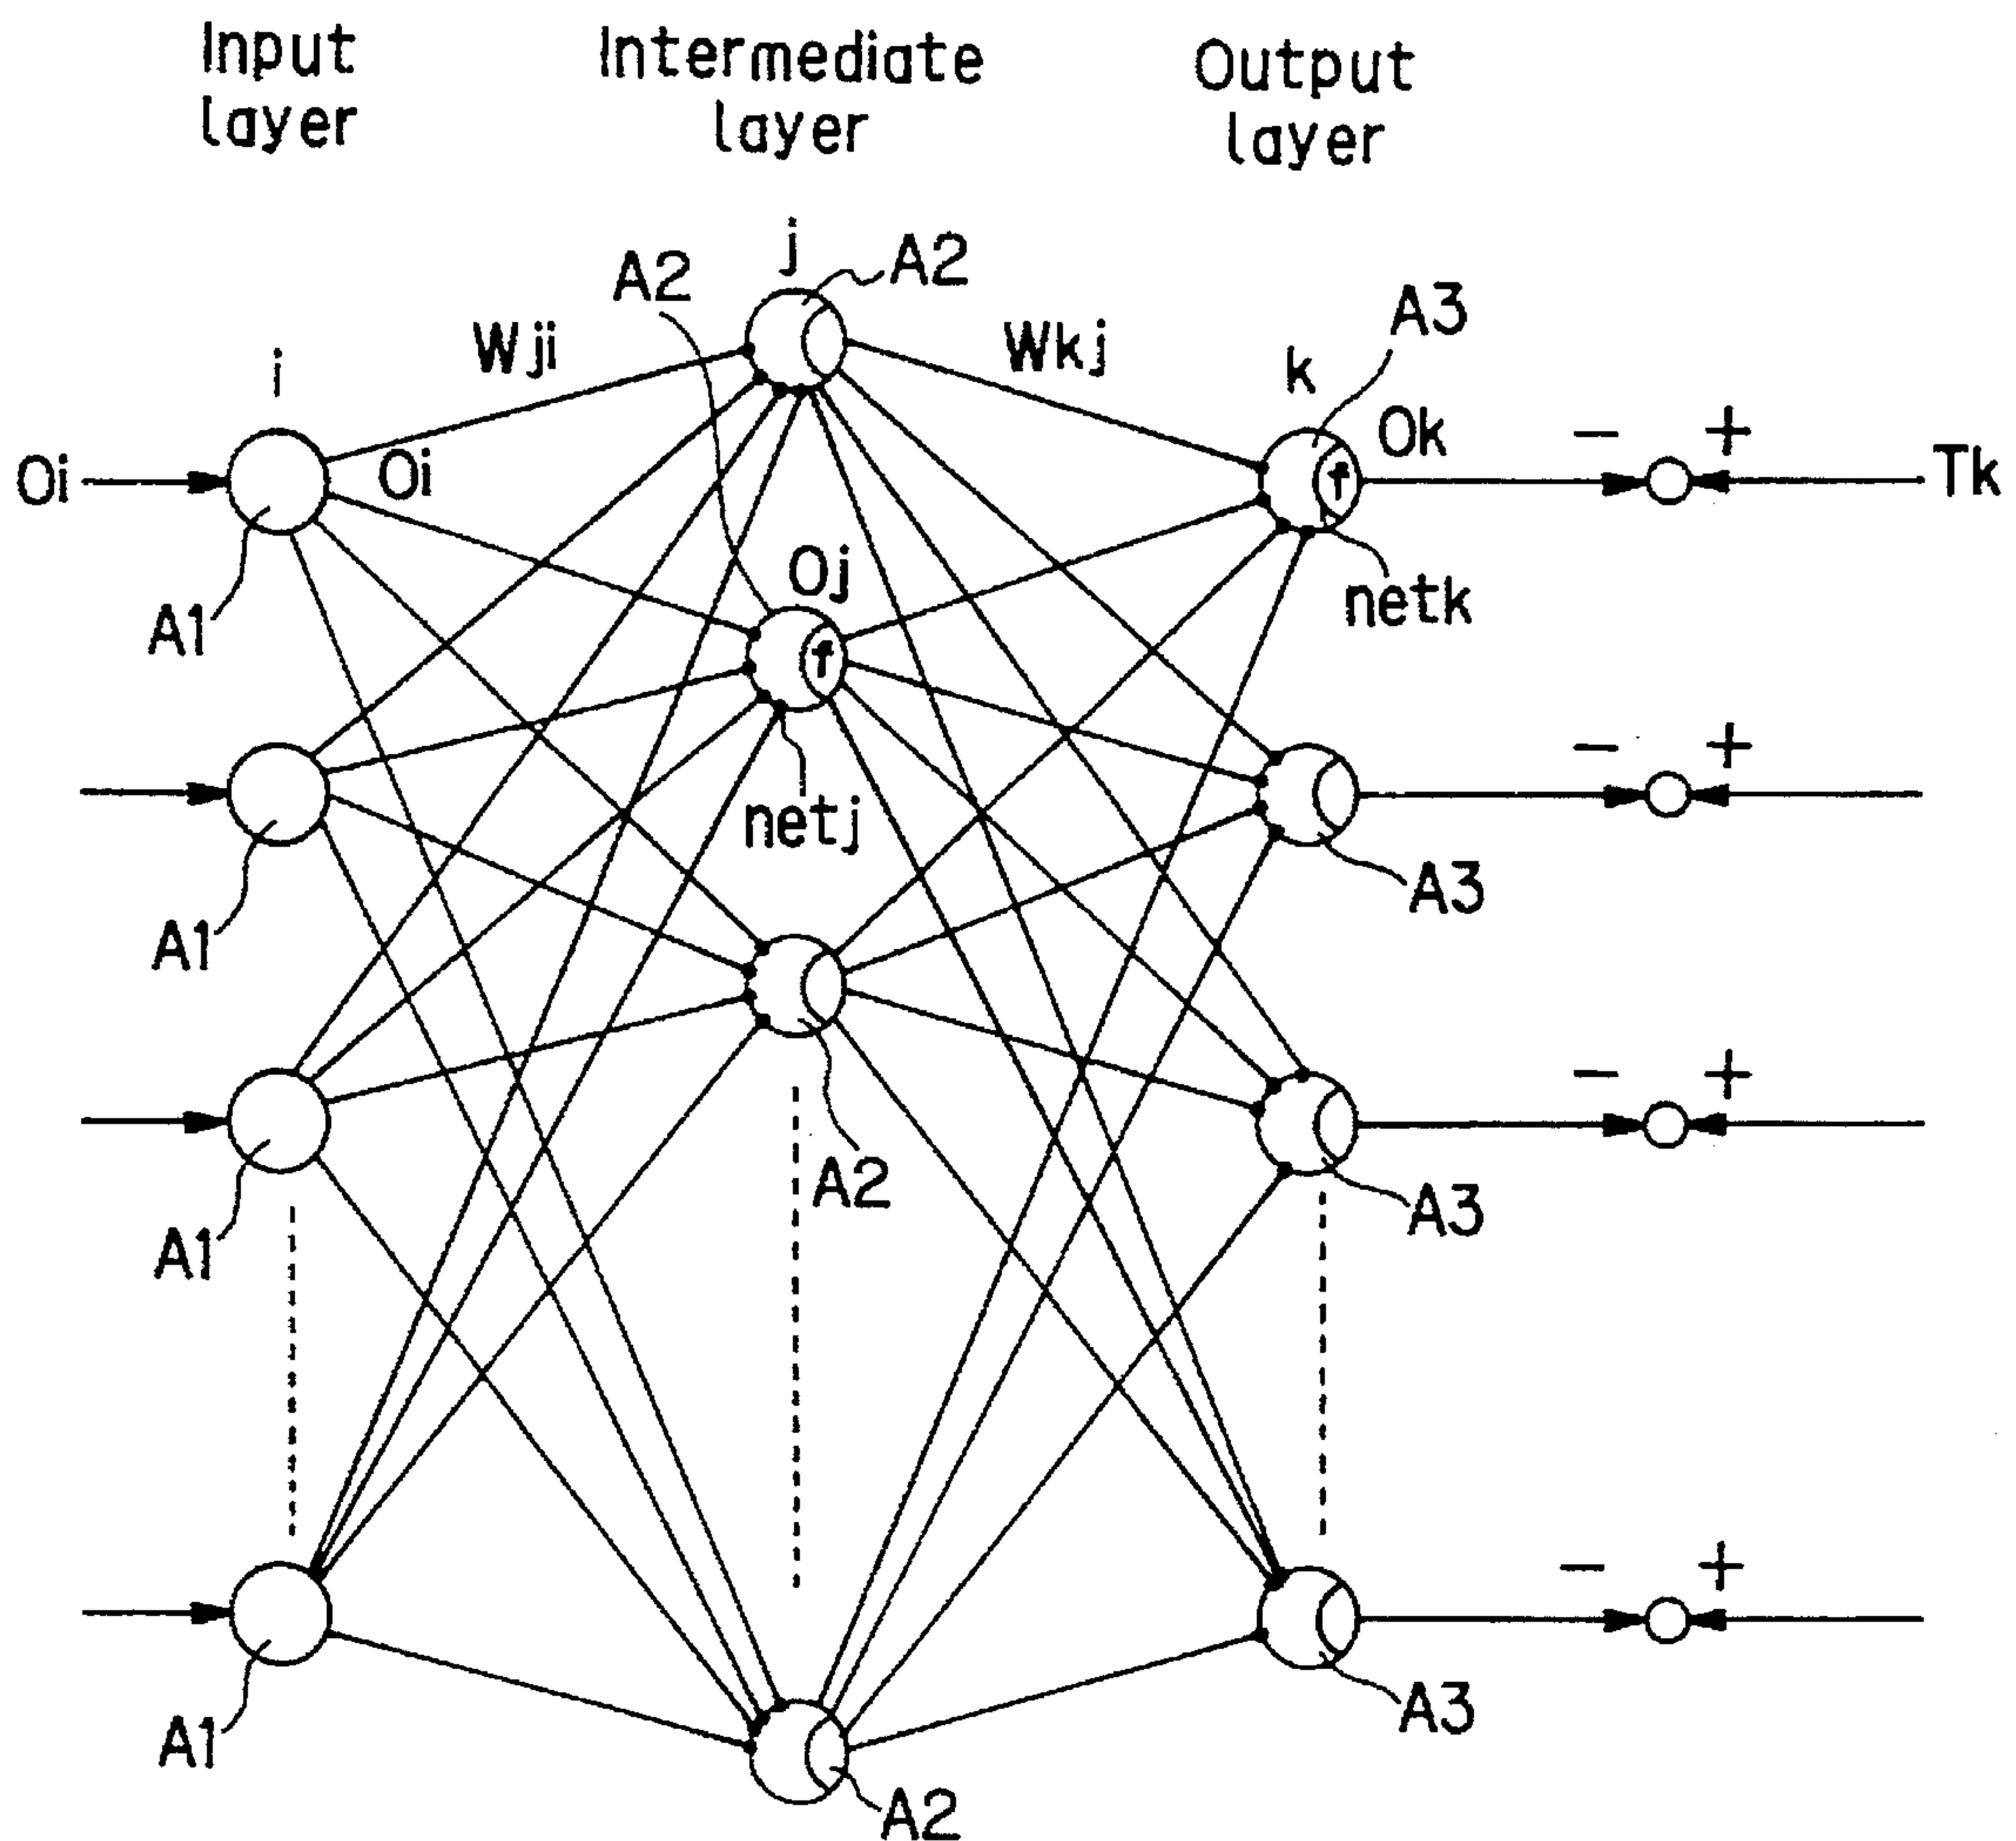 Input
layer
Intermediate
layer
Output
layer
j
A2
A2
A3
Wji
Wkj
i
k
Ok
− +
Oi
Oi
f
Tk
Oj
netk
A1
f
− +
netj
A3
A1
− +
A2
A3
A1
− +
A3
A1
A2